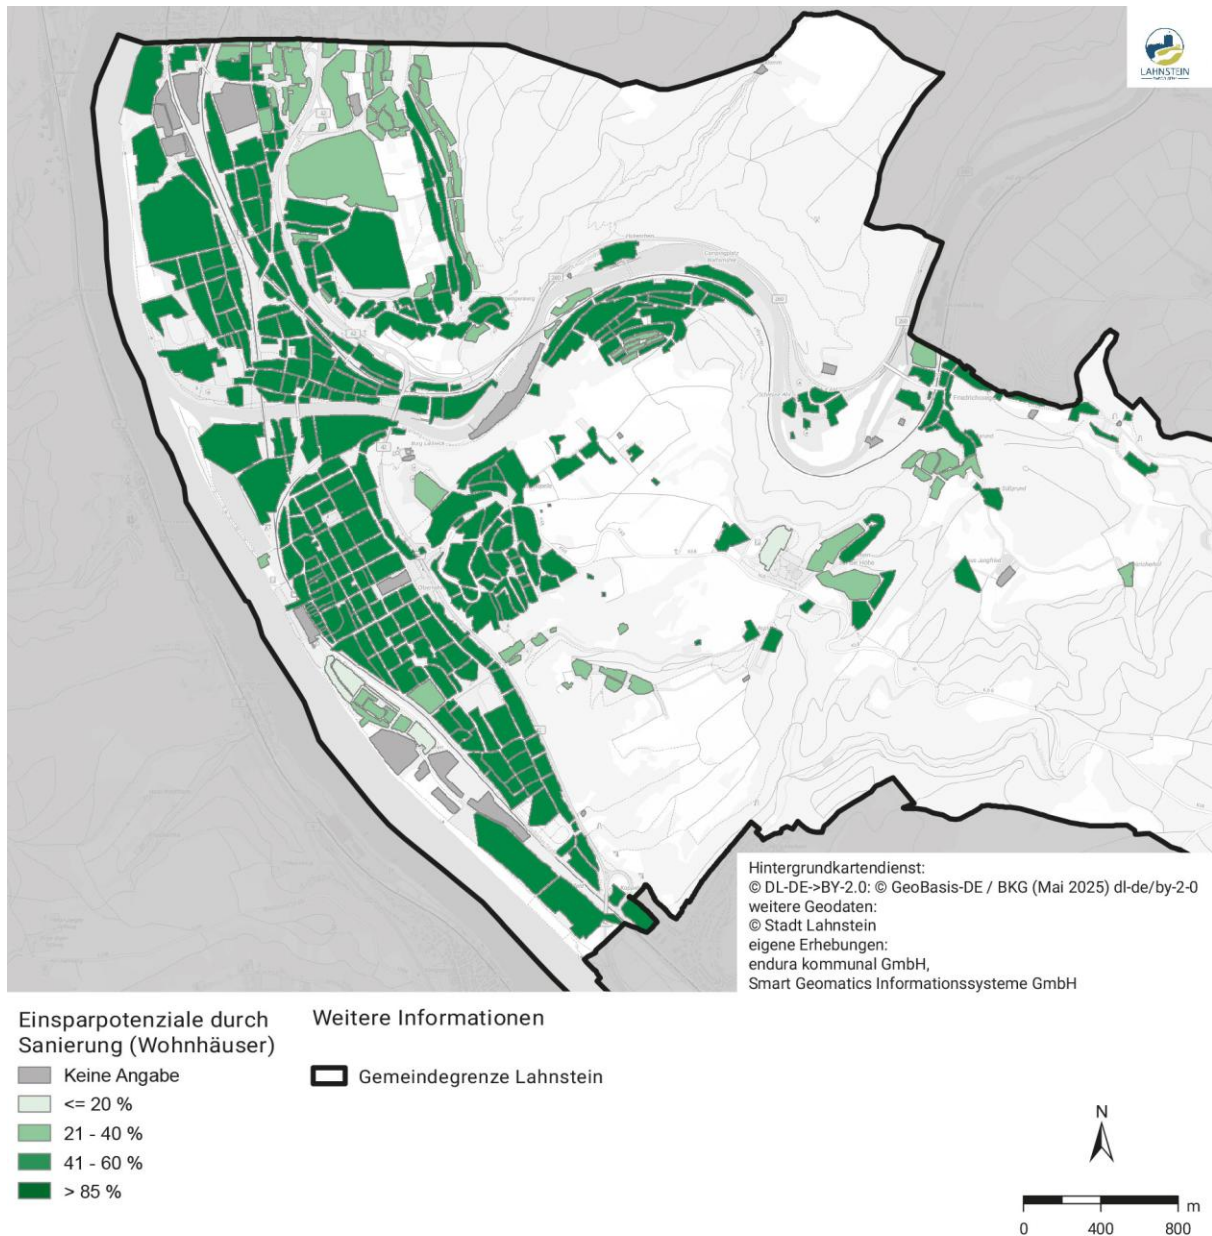 LAHNSTEIN
Hintergrundkartendienst:
© DL-DE->BY-2.0: © GeoBasis-DE / BKG (Mai 2025) dl-de/by-2-0
weitere Geodaten:
© Stadt Lahnstein
eigene Erhebungen:
endura kommunal GmbH,
Smart Geomatics Informationssysteme GmbH
Einsparpotenziale durch
Sanierung (Wohnhäuser)
Keine Angabe
<= 20 %
21 - 40 %
41 - 60 %
> 85 %
Weitere Informationen
Gemeindegrenze Lahnstein
N
m
0 400 800